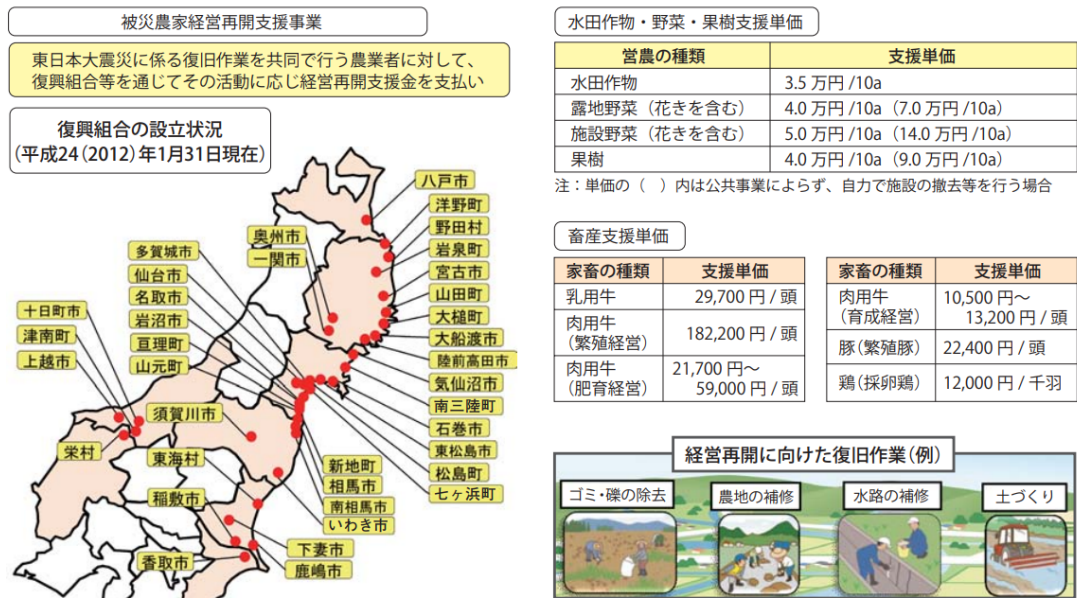 被災農家経営再開支援事業
東日本大震災に係る復旧作業を共同で行う農業者に対して、
復興組合等を通じてその活動に応じ経営再開支援金を支払い
復興組合の設立状況
(平成24(2012)年1月31日現在)
八戸市
洋野町
野田村
岩泉町
宮古市
山田町
大槌町
大船渡市
陸前高田市
気仙沼市
南三陸町
石巻市
東松島市
松島町
七ヶ浜町
奥州市
一関市
多賀城市
仙台市
名取市
岩沼市
亘理町
山元町
十日町市
津南町
上越市
栄村
須賀川市
東海村
稲敷市
香取市
新地町
相馬市
南相馬市
いわき市
下妻市
鹿嶋市
水田作物・野菜・果樹支援単価
営農の種類 支援単価
水田作物 3.5 万円 /10a
露地野菜(花きを含む) 4.0 万円 /10a(7.0 万円 /10a)
施設野菜(花きを含む) 5.0 万円 /10a(14.0 万円 /10a)
果樹 4.0 万円 /10a(9.0 万円 /10a)
注:単価の( )内は公共事業によらず、自力で施設の撤去等を行う場合
畜産支援単価
家畜の種類 支援単価
乳用牛 29,700 円 / 頭
肉用牛
(繁殖経営) 182,200 円 / 頭
肉用牛 21,700 円~
(肥育経営) 59,000 円 / 頭
家畜の種類 支援単価
肉用牛 10,500 円~
(育成経営) 13,200 円 / 頭
豚(繁殖豚) 22,400 円 / 頭
鶏(採卵鶏) 12,000 円 / 千羽
経営再開に向けた復旧作業(例)
ゴミ・礫の除去
農地の補修
水路の補修
土づくり